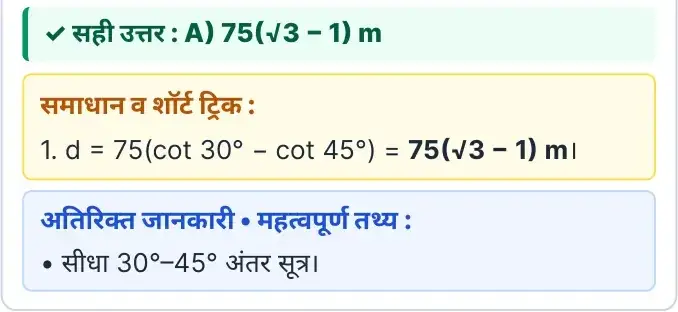 ✓ सही उत्तर : A) 75(√3 − 1) m
समाधान व शॉर्ट ट्रिक :
1. d = 75(cot 30° − cot 45°) = 75(√3 − 1) m।
अतिरिक्त जानकारी • महत्वपूर्ण तथ्य :
• सीधा 30°–45° अंतर सूत्र।